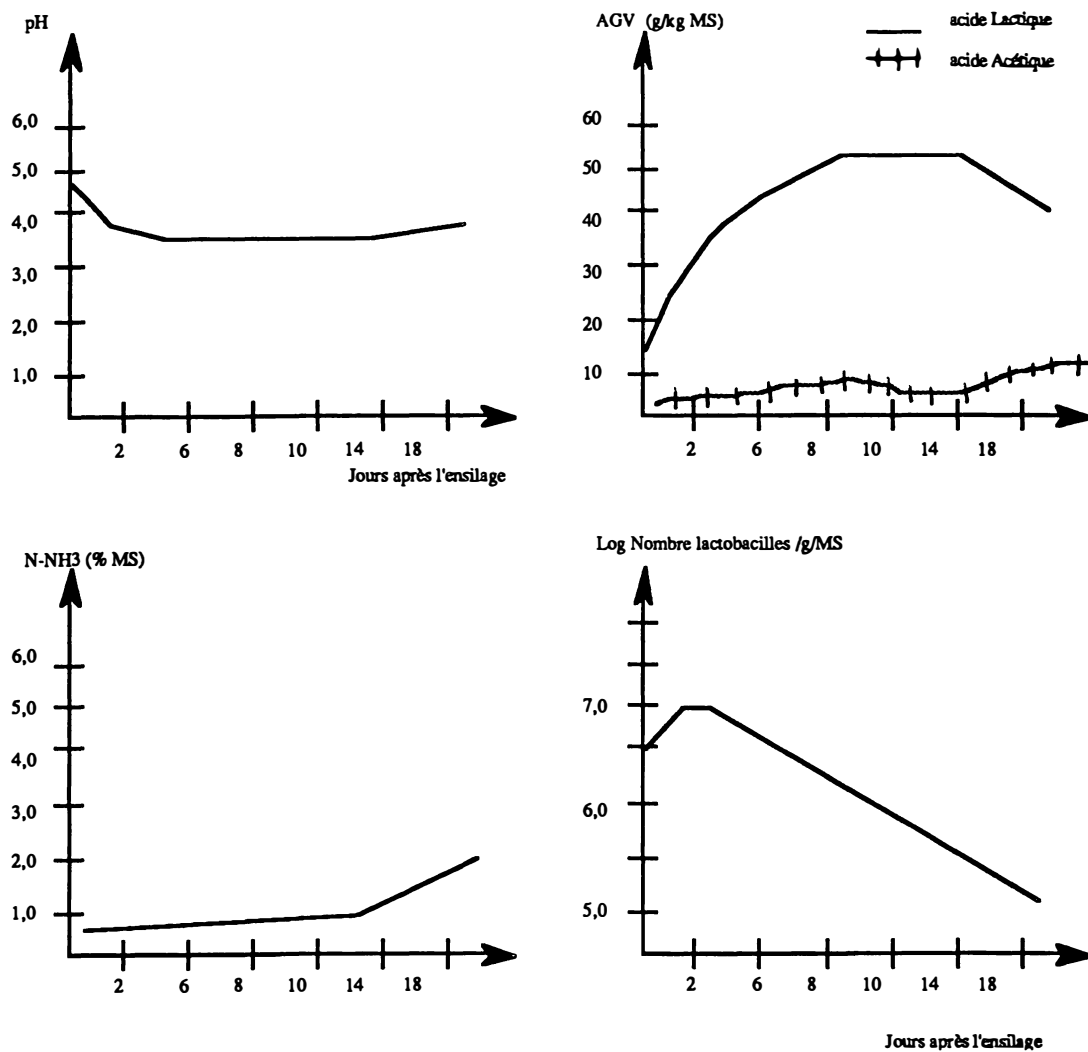 pH
6,0
5,0
4,0
3,0
2,0
1,0
2 6 8 10 14 18
Jours après l'ensilage
AGV (g/kg MS)
acide Lactique
acide Acétique
60
50
40
30
20
10
2 6 8 10 14 18
N-NH3 (% MS)
6,0
5,0
4,0
3,0
2,0
1,0
2 6 8 10 14 18
Log Nombre lactobacilles /g/MS
7,0
6,0
5,0
2 6 8 10 14 18
Jours après l'ensilage